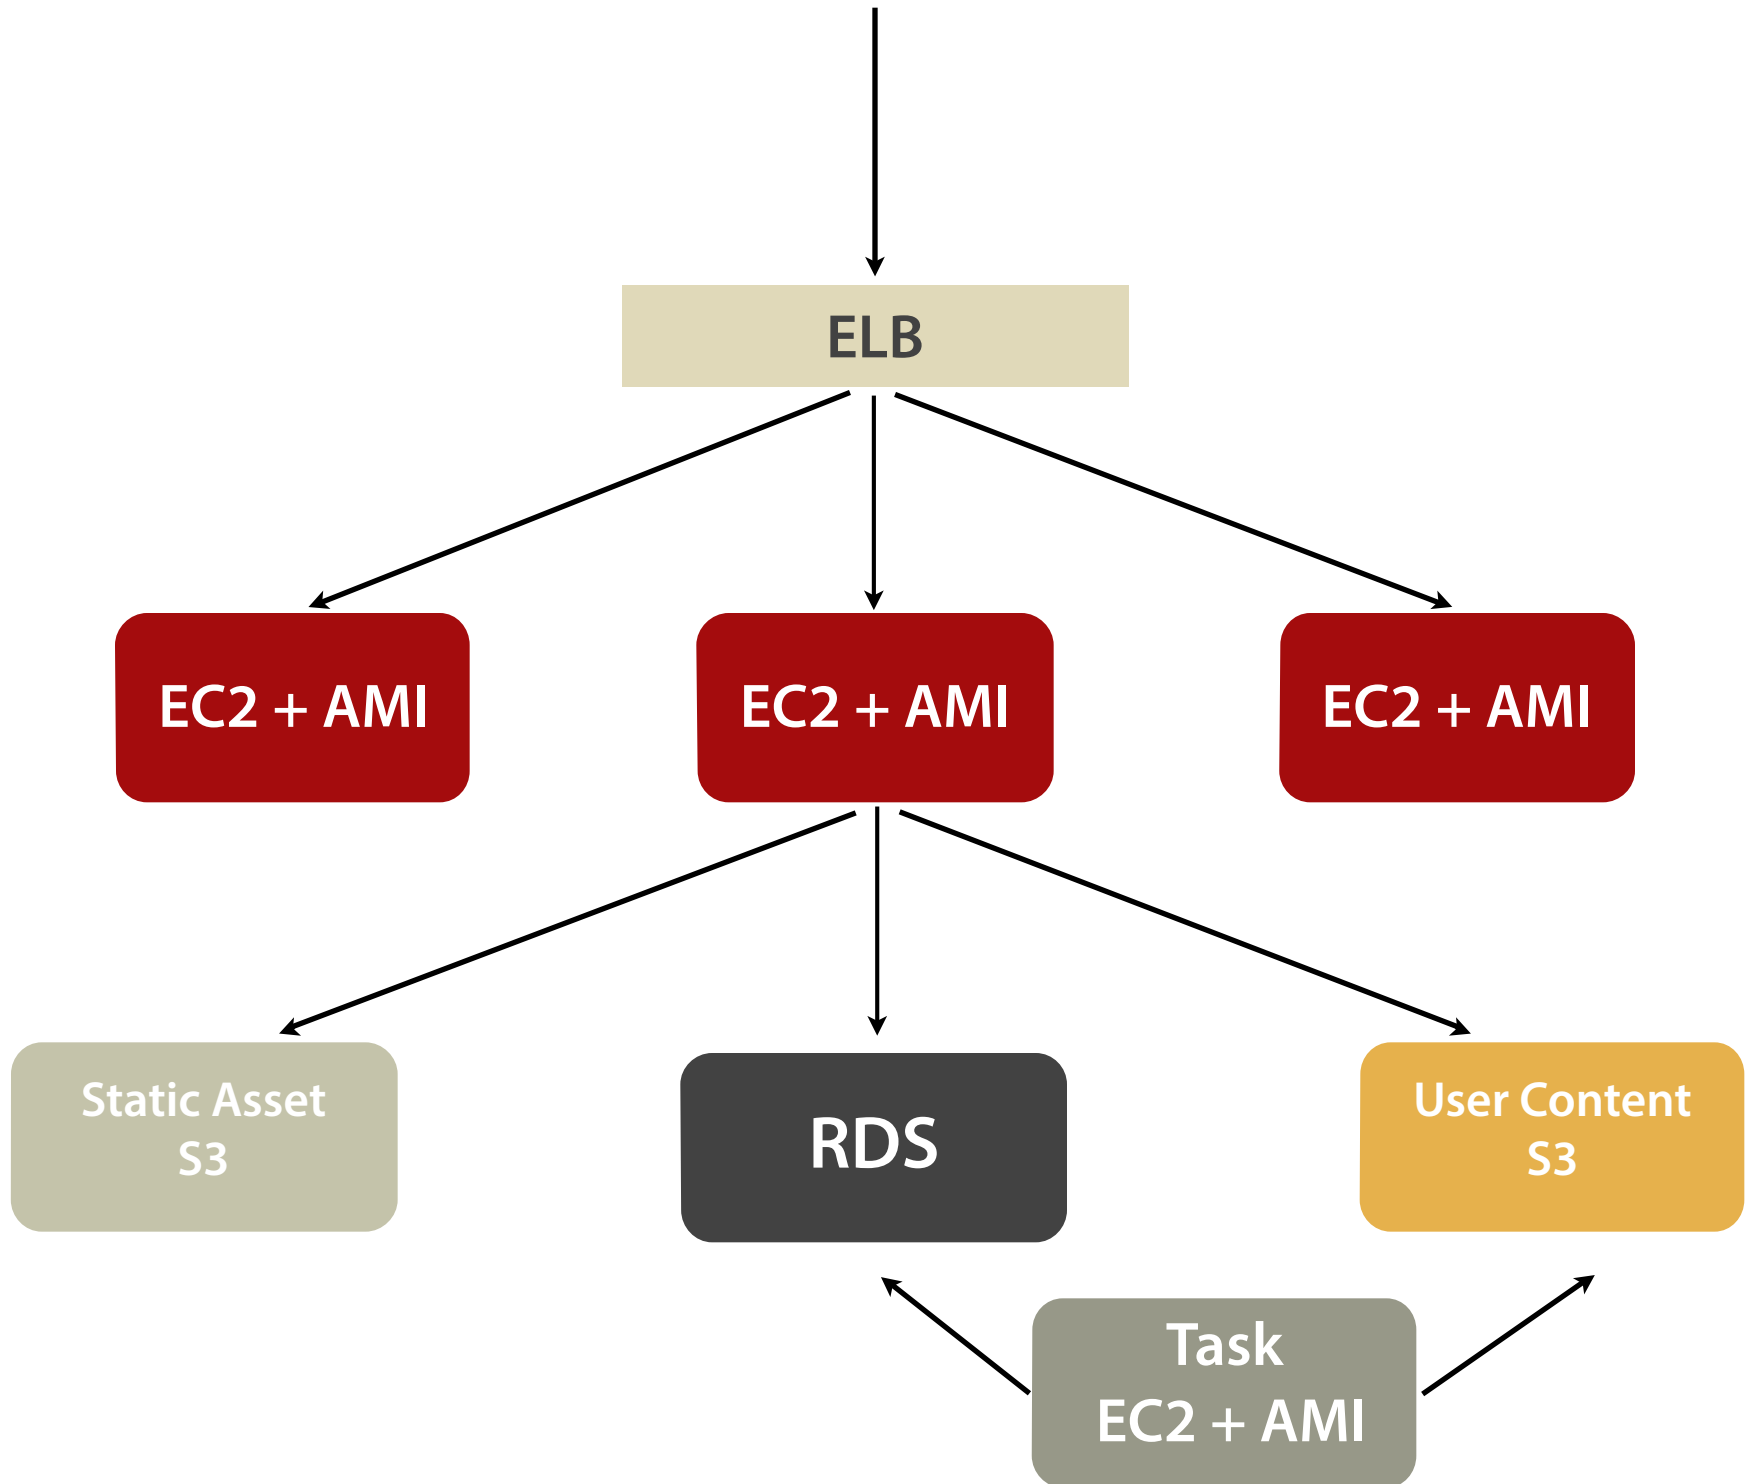 ELB
EC2 + AMI
EC2 + AMI
EC2 + AMI
Static Asset
S3
RDS
User Content
S3
Task
EC2 + AMI